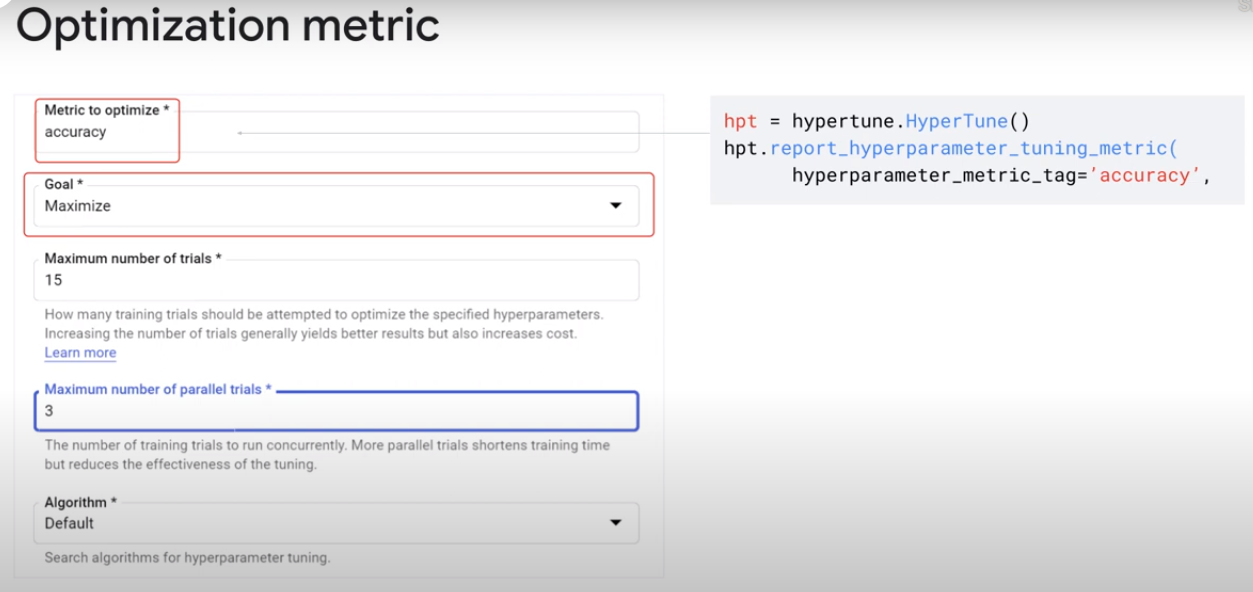 Optimization metric
Metric to optimize *
accuracy
Goal *
Maximize
Maximum number of trials *
15
How many training trials should be attempted to optimize the specified hyperparameters.
Increasing the number of trials generally yields better results but also increases cost.
Learn more
Maximum number of parallel trials *
3
The number of training trials to run concurrently. More parallel trials shortens training time
but reduces the effectiveness of the tuning.
Algorithm *
Default
Search algorithms for hyperparameter tuning.
hpt = hypertune.HyperTune()
hpt.report_hyperparameter_tuning_metric(
hyperparameter_metric_tag='accuracy',